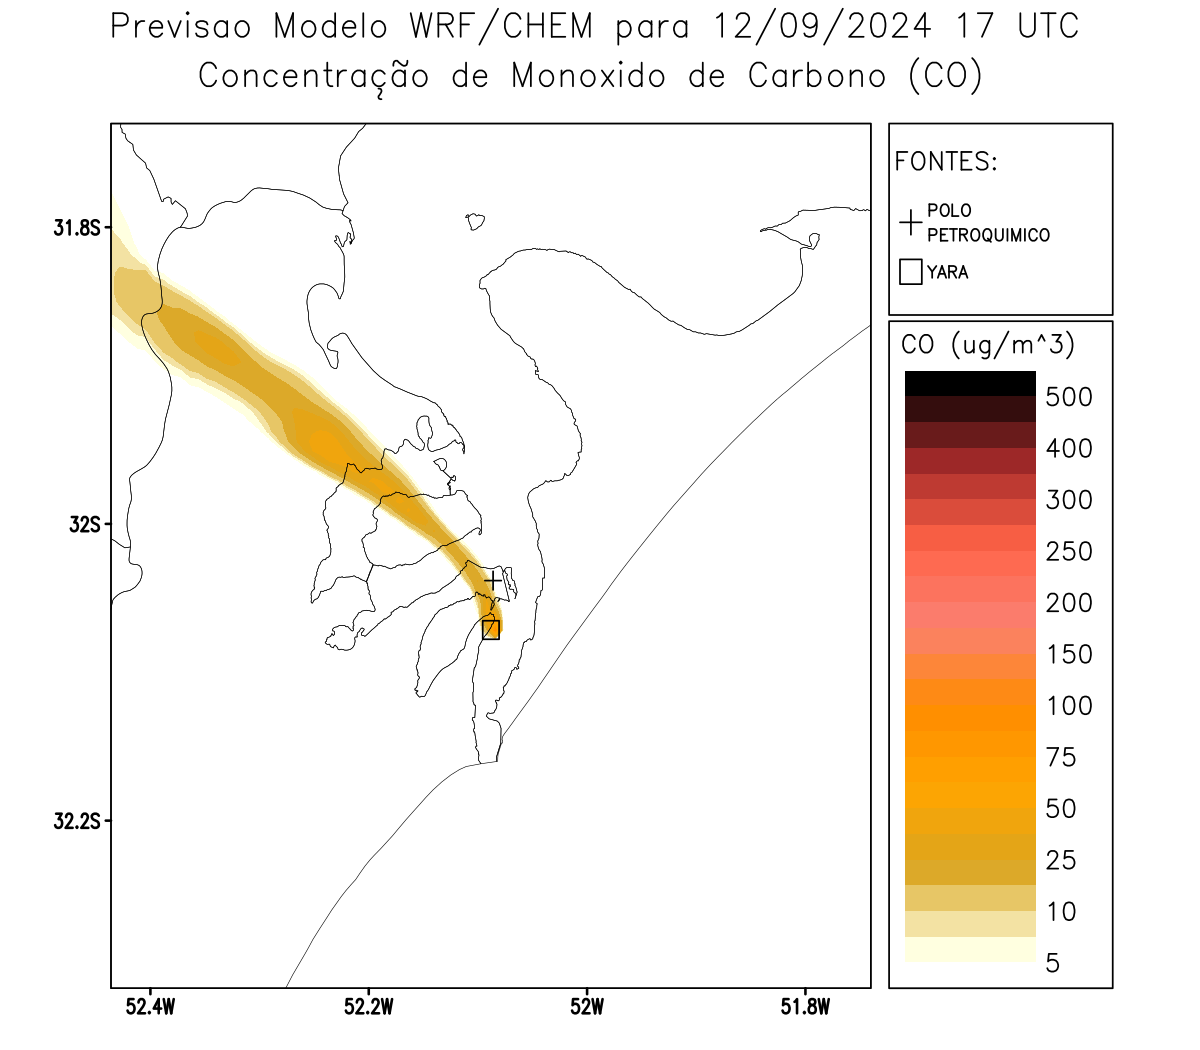 Previsao Modelo WRF/CHEM para 12/09/2024 17 UTC
Concentração de Monoxido de Carbono (CO)
FONTES:
POLO
PETROQUIMICO
YARA
CO (ug/m^3)
500
400
300
250
200
150
100
75
50
25
10
5
31.8S
32S
32.2S
52.4W
52.2W
52W
51.8W